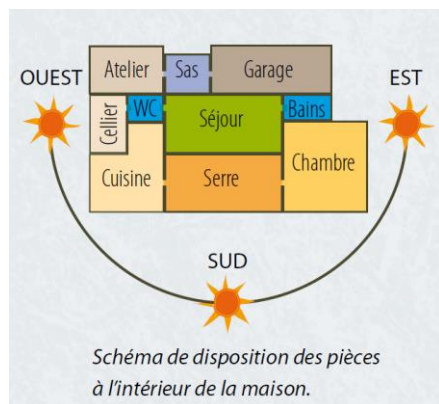 OUEST
EST
Atelier
Sas
Garage
Cellier
WC
Séjour
Bains
Cuisine
Serre
Chambre
SUD
Schéma de disposition des pièces
à l'intérieur de la maison.